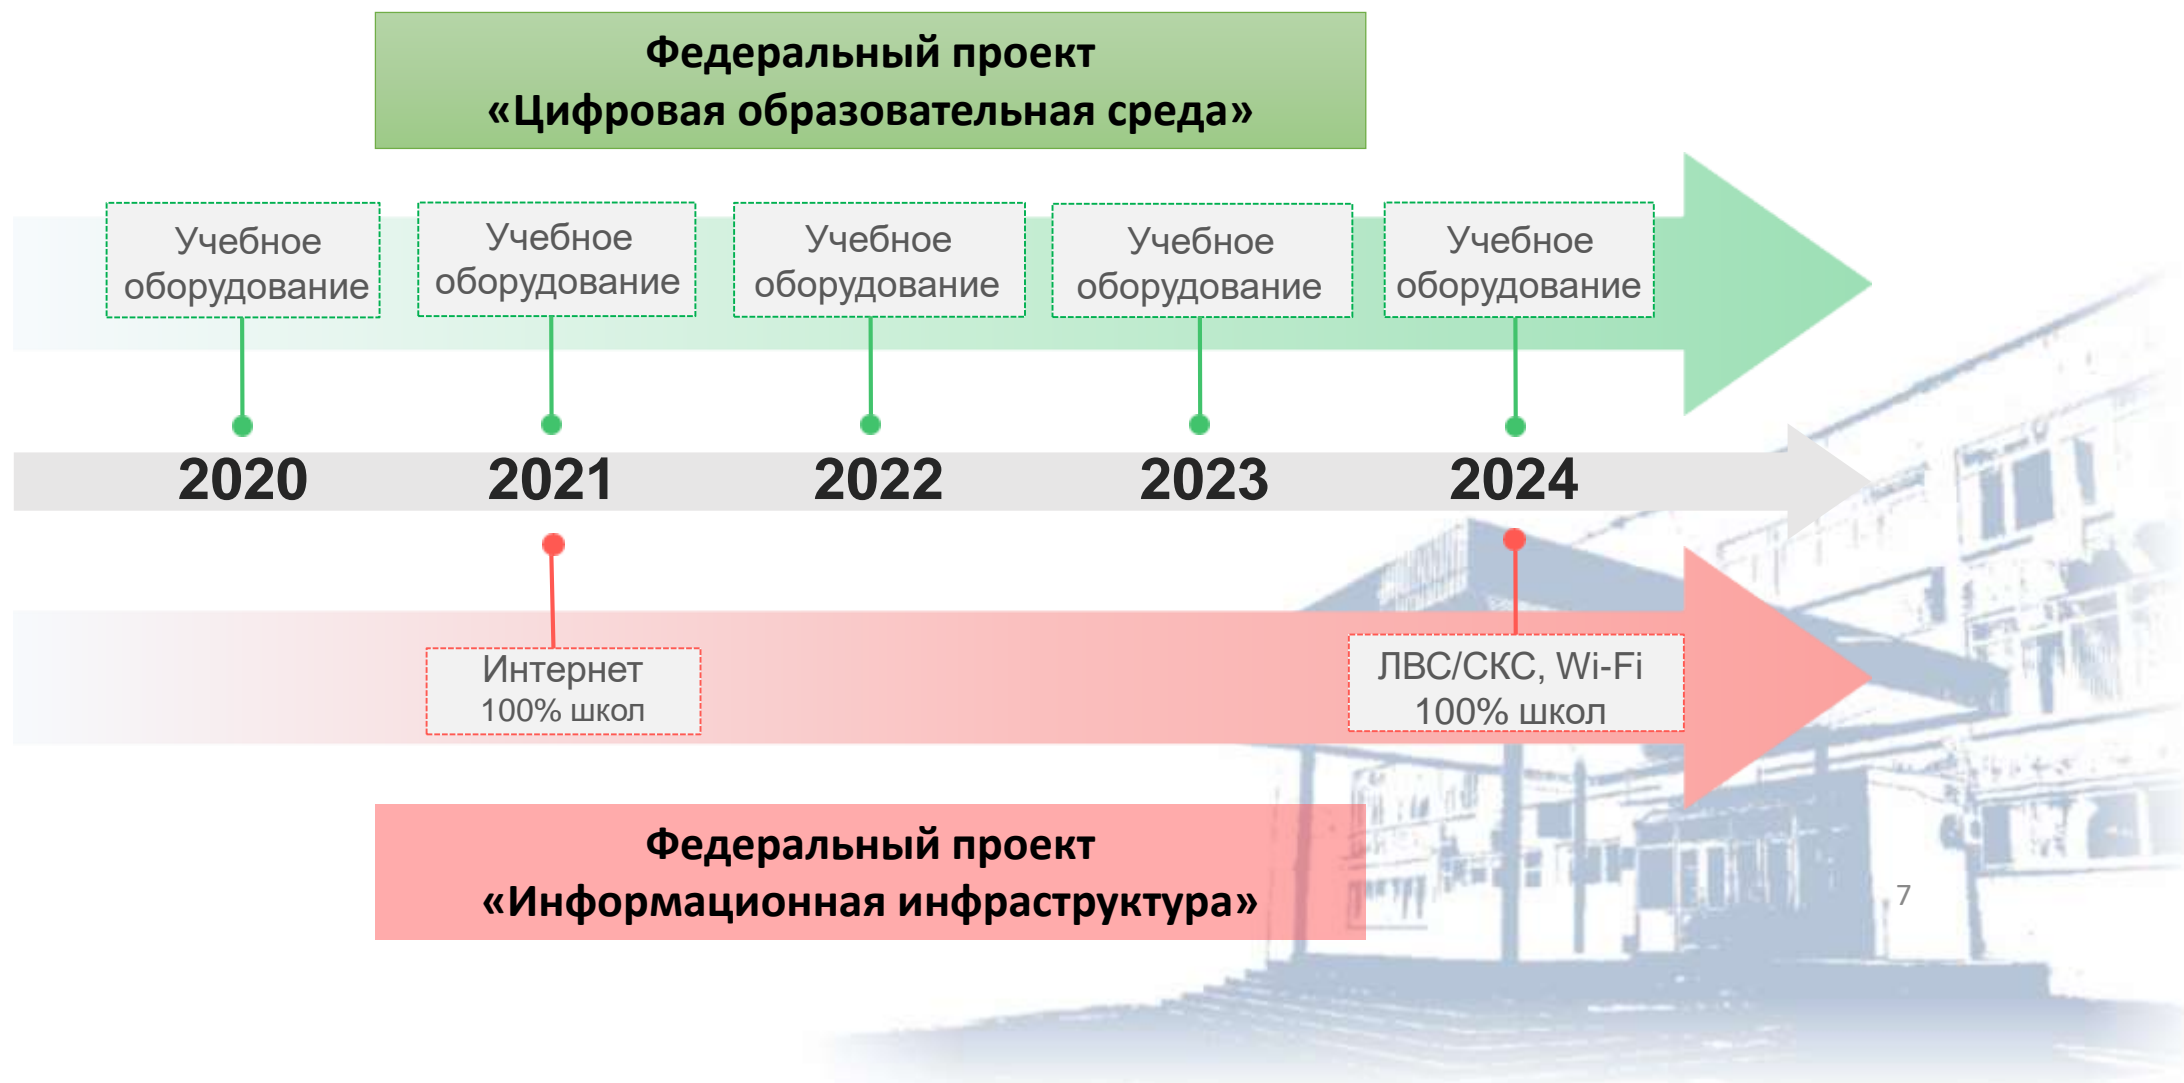 Федеральный проект
«Цифровая образовательная среда»
Учебное
оборудование
Учебное
оборудование
Учебное
оборудование
Учебное
оборудование
Учебное
оборудование
2020
2021
2022
2023
2024
Интернет
100% школ
ЛВС/СКС, Wi-Fi
100% школ
Федеральный проект
«Информационная инфраструктура»
7